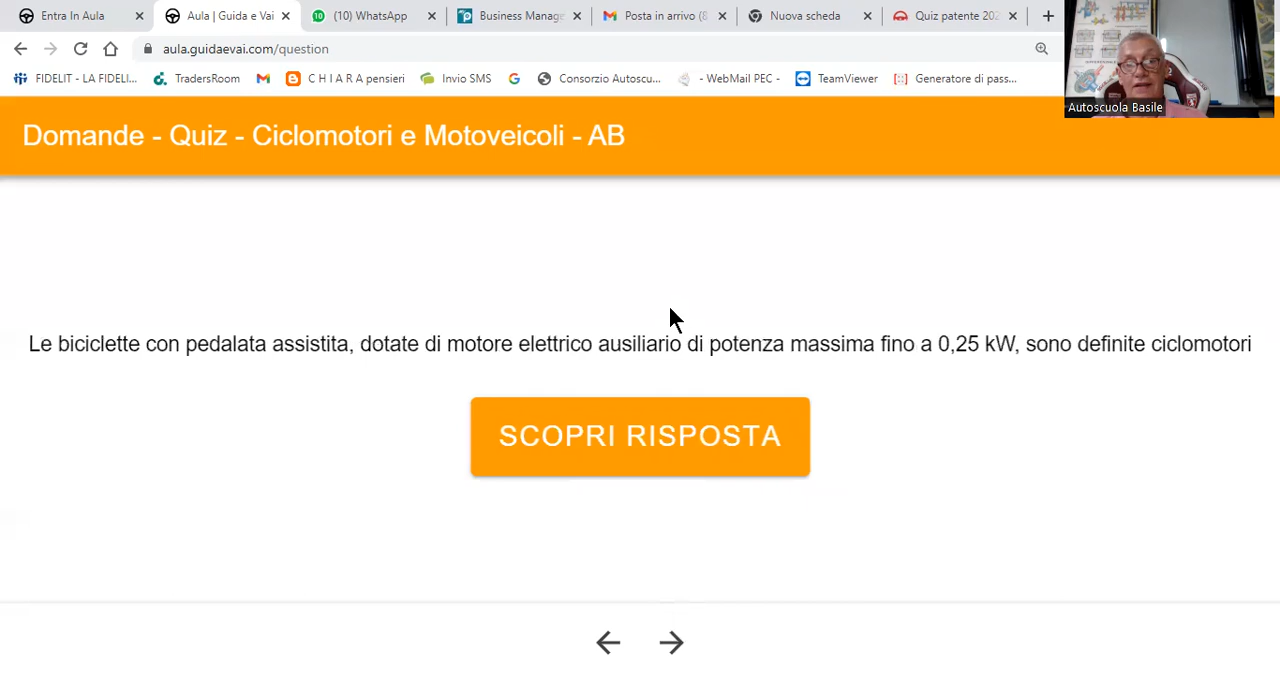 Entra In Aula
Aula | Guida e Vai
(10) WhatsApp
Business Manage
Posta in arrivo (8
Nuova scheda
Quiz patente 202
aula.guidaevai.com/question
FIDELIT - LA FIDELI...
TradersRoom
C H I A R A pensieri
Invio SMS
Consorzio Autoscu...
- WebMail PEC -
TeamViewer
Generatore di pass...
Autoscuola Basile
Domande - Quiz - Ciclomotori e Motoveicoli - AB
Le biciclette con pedalata assistita, dotate di motore elettrico ausiliario di potenza massima fino a 0,25 kW, sono definite ciclomotori
SCOPRI RISPOSTA